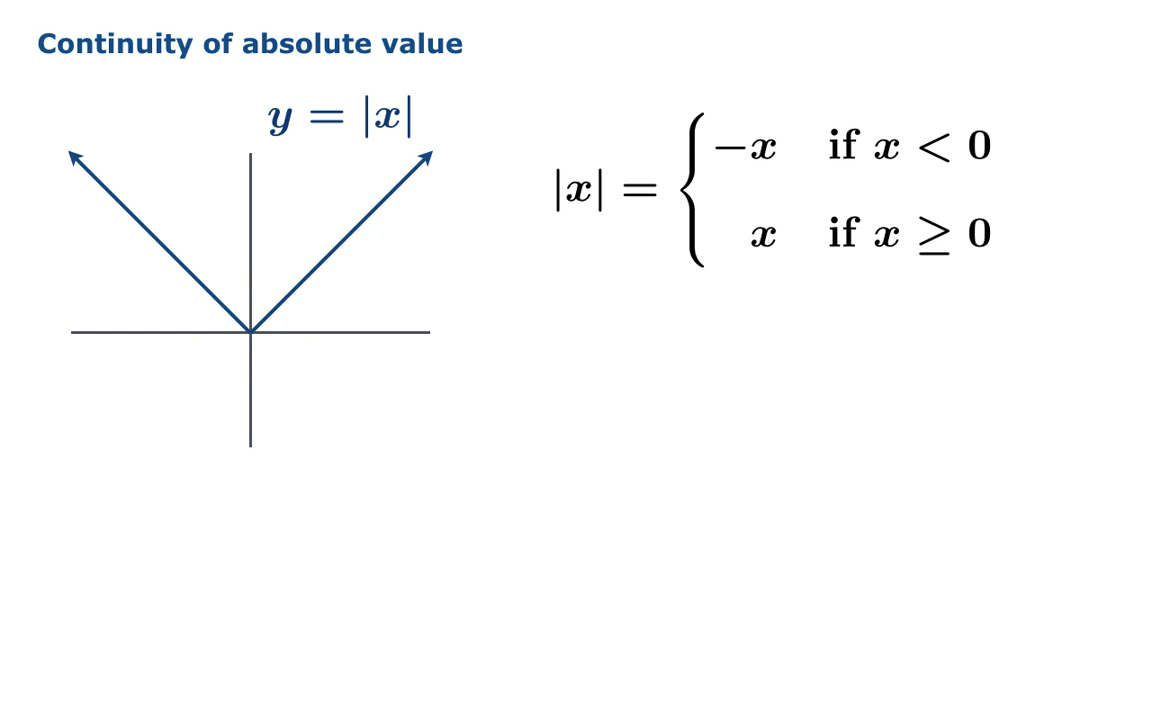 Continuity of absolute value
y = |x|
|x| = { −x if x < 0
x if x ≥ 0